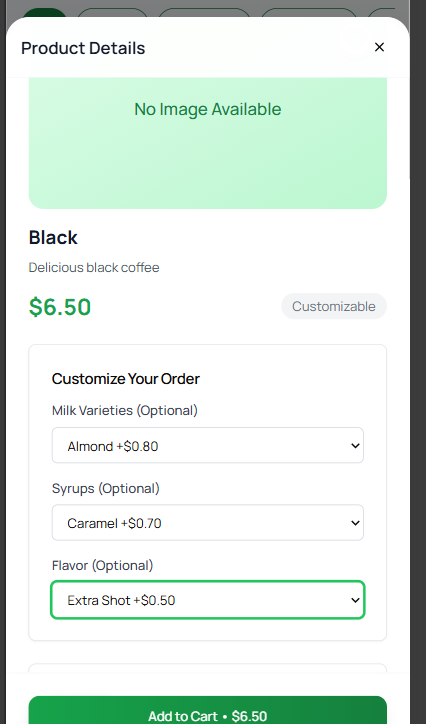 Product Details ×
No Image Available
Black
Delicious black coffee
$6.50
Customizable
Customize Your Order
Milk Varieties (Optional)
Almond +$0.80
Syrups (Optional)
Caramel +$0.70
Flavor (Optional)
Extra Shot +$0.50
Add to Cart • $6.50